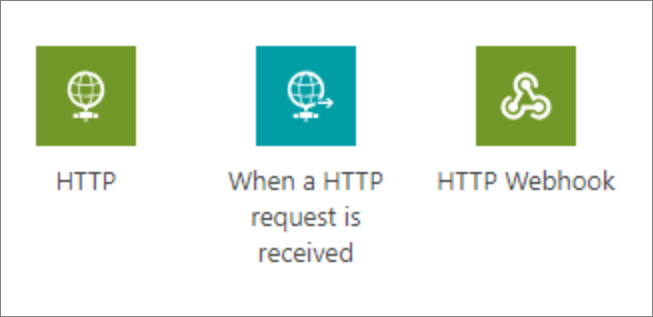 HTTP
When a HTTP
request is
received
HTTP Webhook